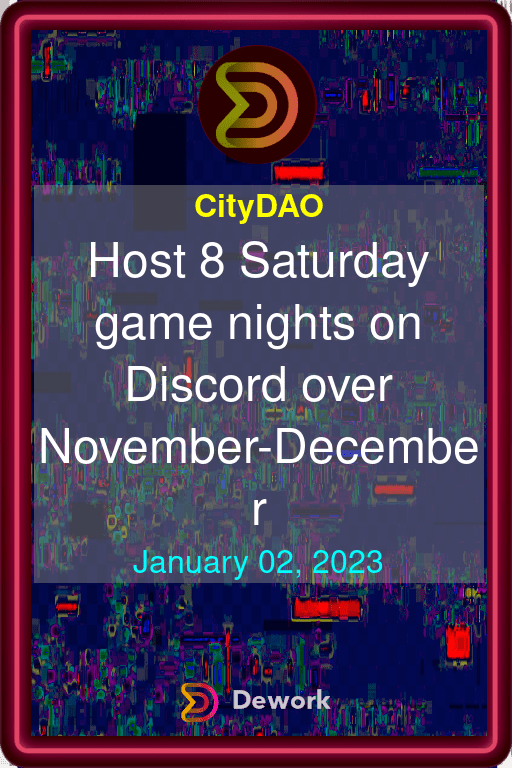 CityDAO
Host 8 Saturday
game nights on
Discord over
November-Decembe
r
January 02, 2023
Dework